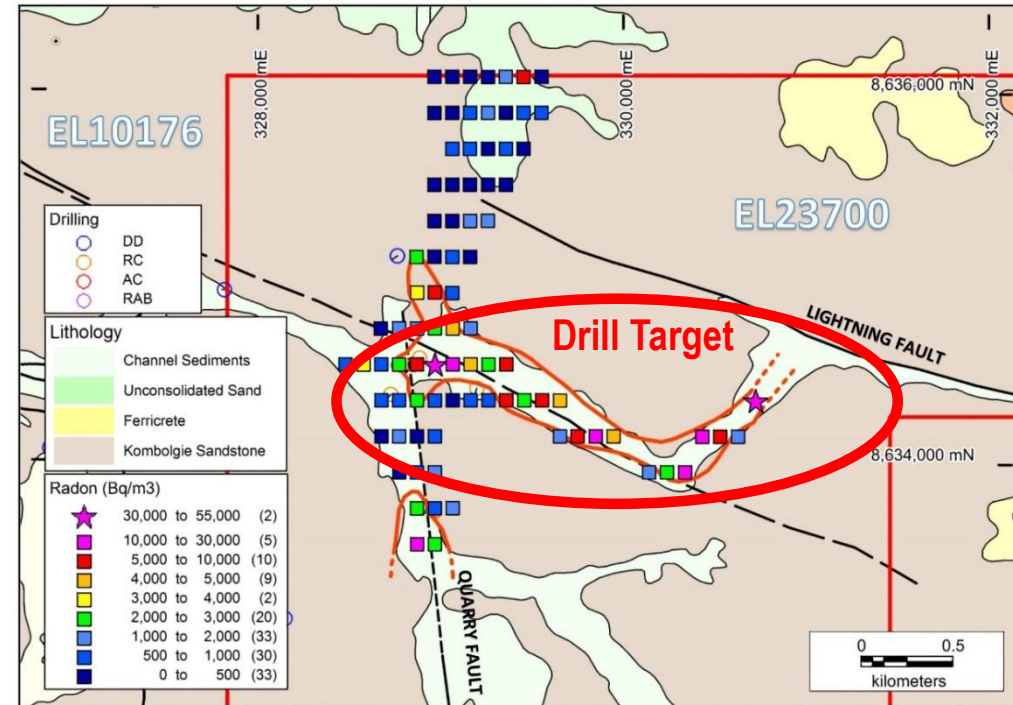 328,000 mE
330,000 mE
332,000 mE
8,636,000 mN
EL10176
EL23700
Drilling
DD
RC
AC
RAB
LIGHTNING FAULT
Drill Target
Lithology
Channel Sediments
Unconsolidated Sand
Ferricrete
Kombolgie Sandstone
8,634,000 mN
Radon (Bq/m3)
30,000 to 55,000 (2)
10,000 to 30,000 (5)
5,000 to 10,000 (10)
4,000 to 5,000 (9)
3,000 to 4,000 (2)
2,000 to 3,000 (20)
1,000 to 2,000 (33)
500 to 1,000 (30)
0 to 500 (33)
QUARRY FAULT
0 0.5
kilometers